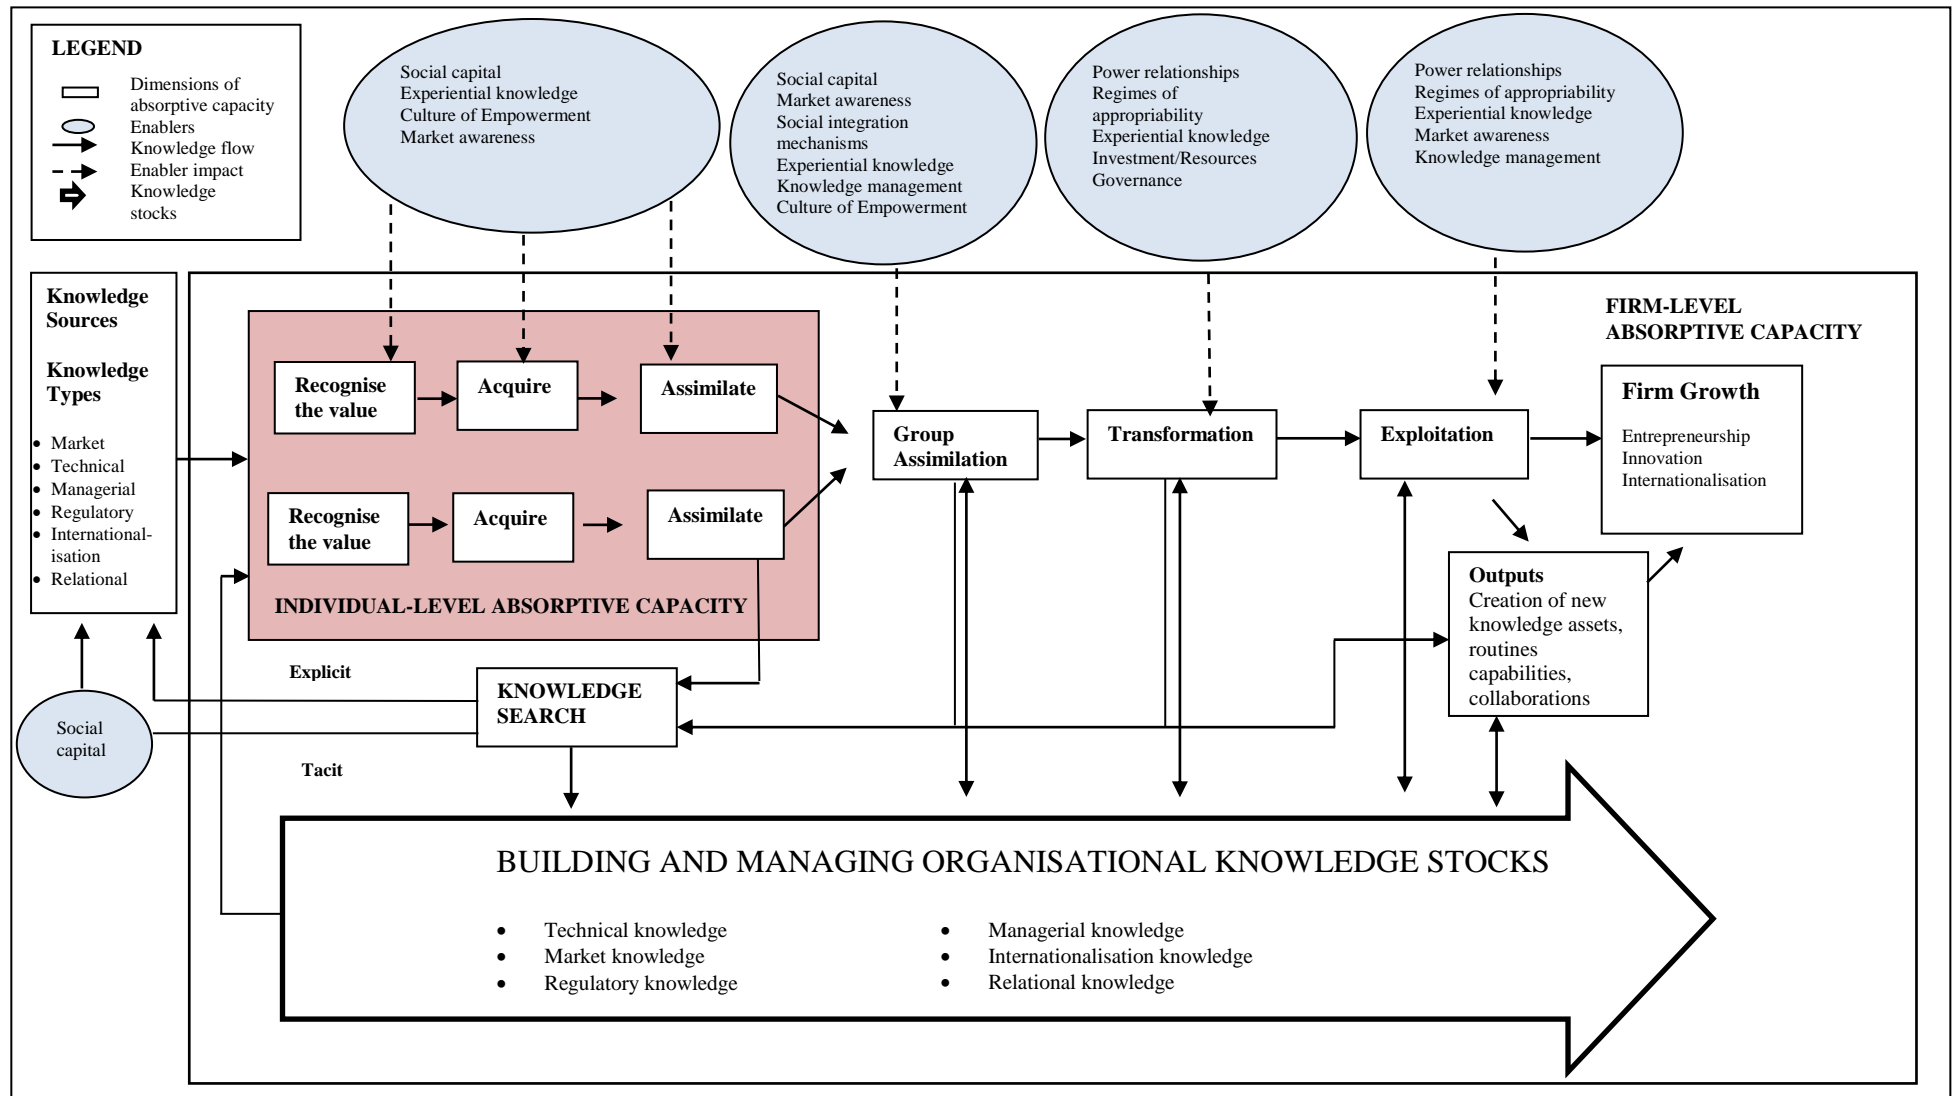 LEGEND
Dimensions of
absorptive capacity
Enablers
Knowledge flow
Enabler impact
Knowledge
stocks
Social capital
Experiential knowledge
Culture of Empowerment
Market awareness
Social capital
Market awareness
Social integration
mechanisms
Experiential knowledge
Knowledge management
Culture of Empowerment
Power relationships
Regimes of
appropriability
Experiential knowledge
Investment/Resources
Governance
Power relationships
Regimes of appropriability
Experiential knowledge
Market awareness
Knowledge management
Knowledge
Sources
Knowledge
Types
• Market
• Technical
• Managerial
• Regulatory
• International-
isation
• Relational
FIRM-LEVEL
ABSORPTIVE CAPACITY
Recognise
the value
Acquire
Assimilate
Recognise
the value
Acquire
Assimilate
INDIVIDUAL-LEVEL ABSORPTIVE CAPACITY
Group
Assimilation
Transformation
Exploitation
Firm Growth
Entrepreneurship
Innovation
Internationalisation
Outputs
Creation of new
knowledge assets,
routines
capabilities,
collaborations
Explicit
KNOWLEDGE
SEARCH
Social
capital
Tacit
BUILDING AND MANAGING ORGANISATIONAL KNOWLEDGE STOCKS
• Technical knowledge
• Market knowledge
• Regulatory knowledge
• Managerial knowledge
• Internationalisation knowledge
• Relational knowledge